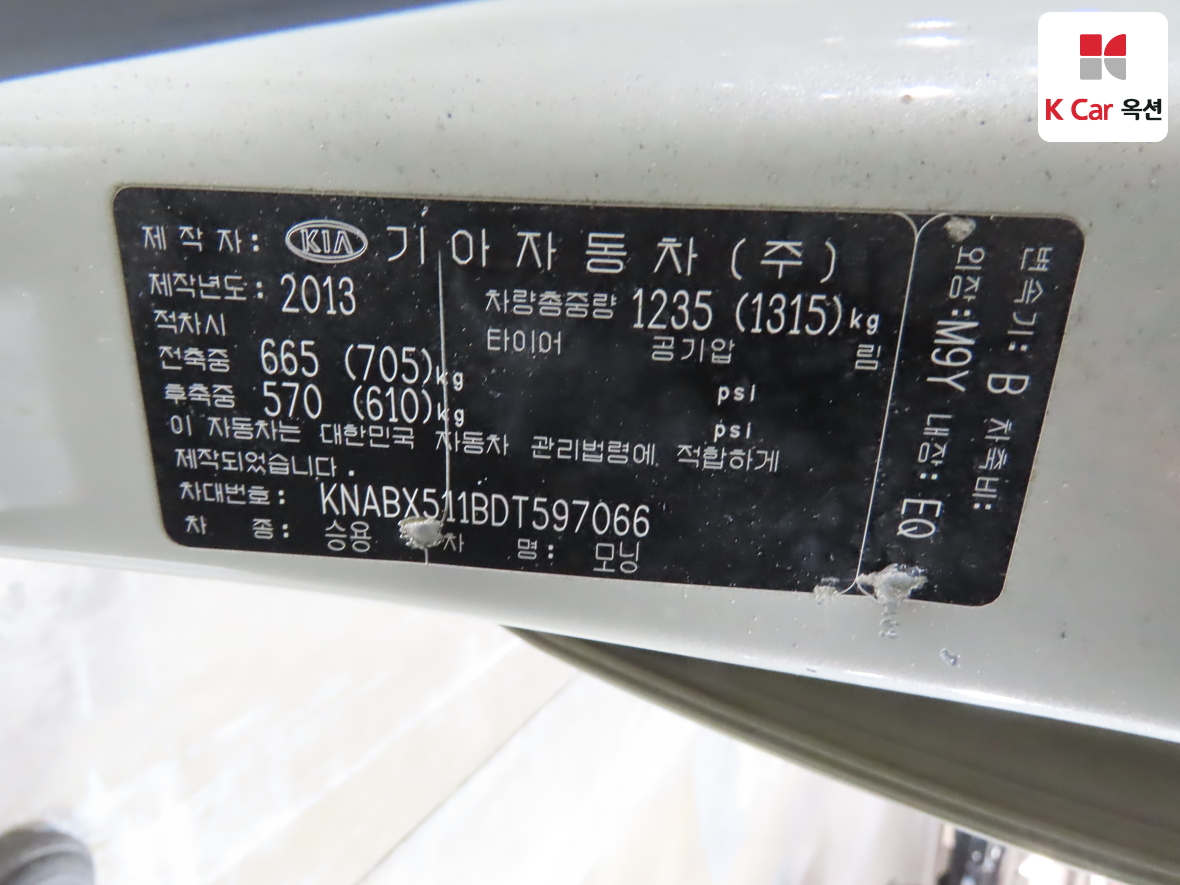 K Car 옥션
제 작 자 : KIA 기 아 자 동 차 ( 주 )
제작년도 : 2013 차량총중량 1235 (1315)kg
적차시 타이어 공기압 림
전축중 665 (705)kg psi
후축중 570 (610)kg psi
이 자동차는 대한민국 자동차 관리법령에 적합하게
제작되었습니다.
차대번호 : KNABX511BDT597066
차 종 : 승용 차 명 : 모닝
변속기 : B 차축비 :
외장 : M9Y 내장 : EQ